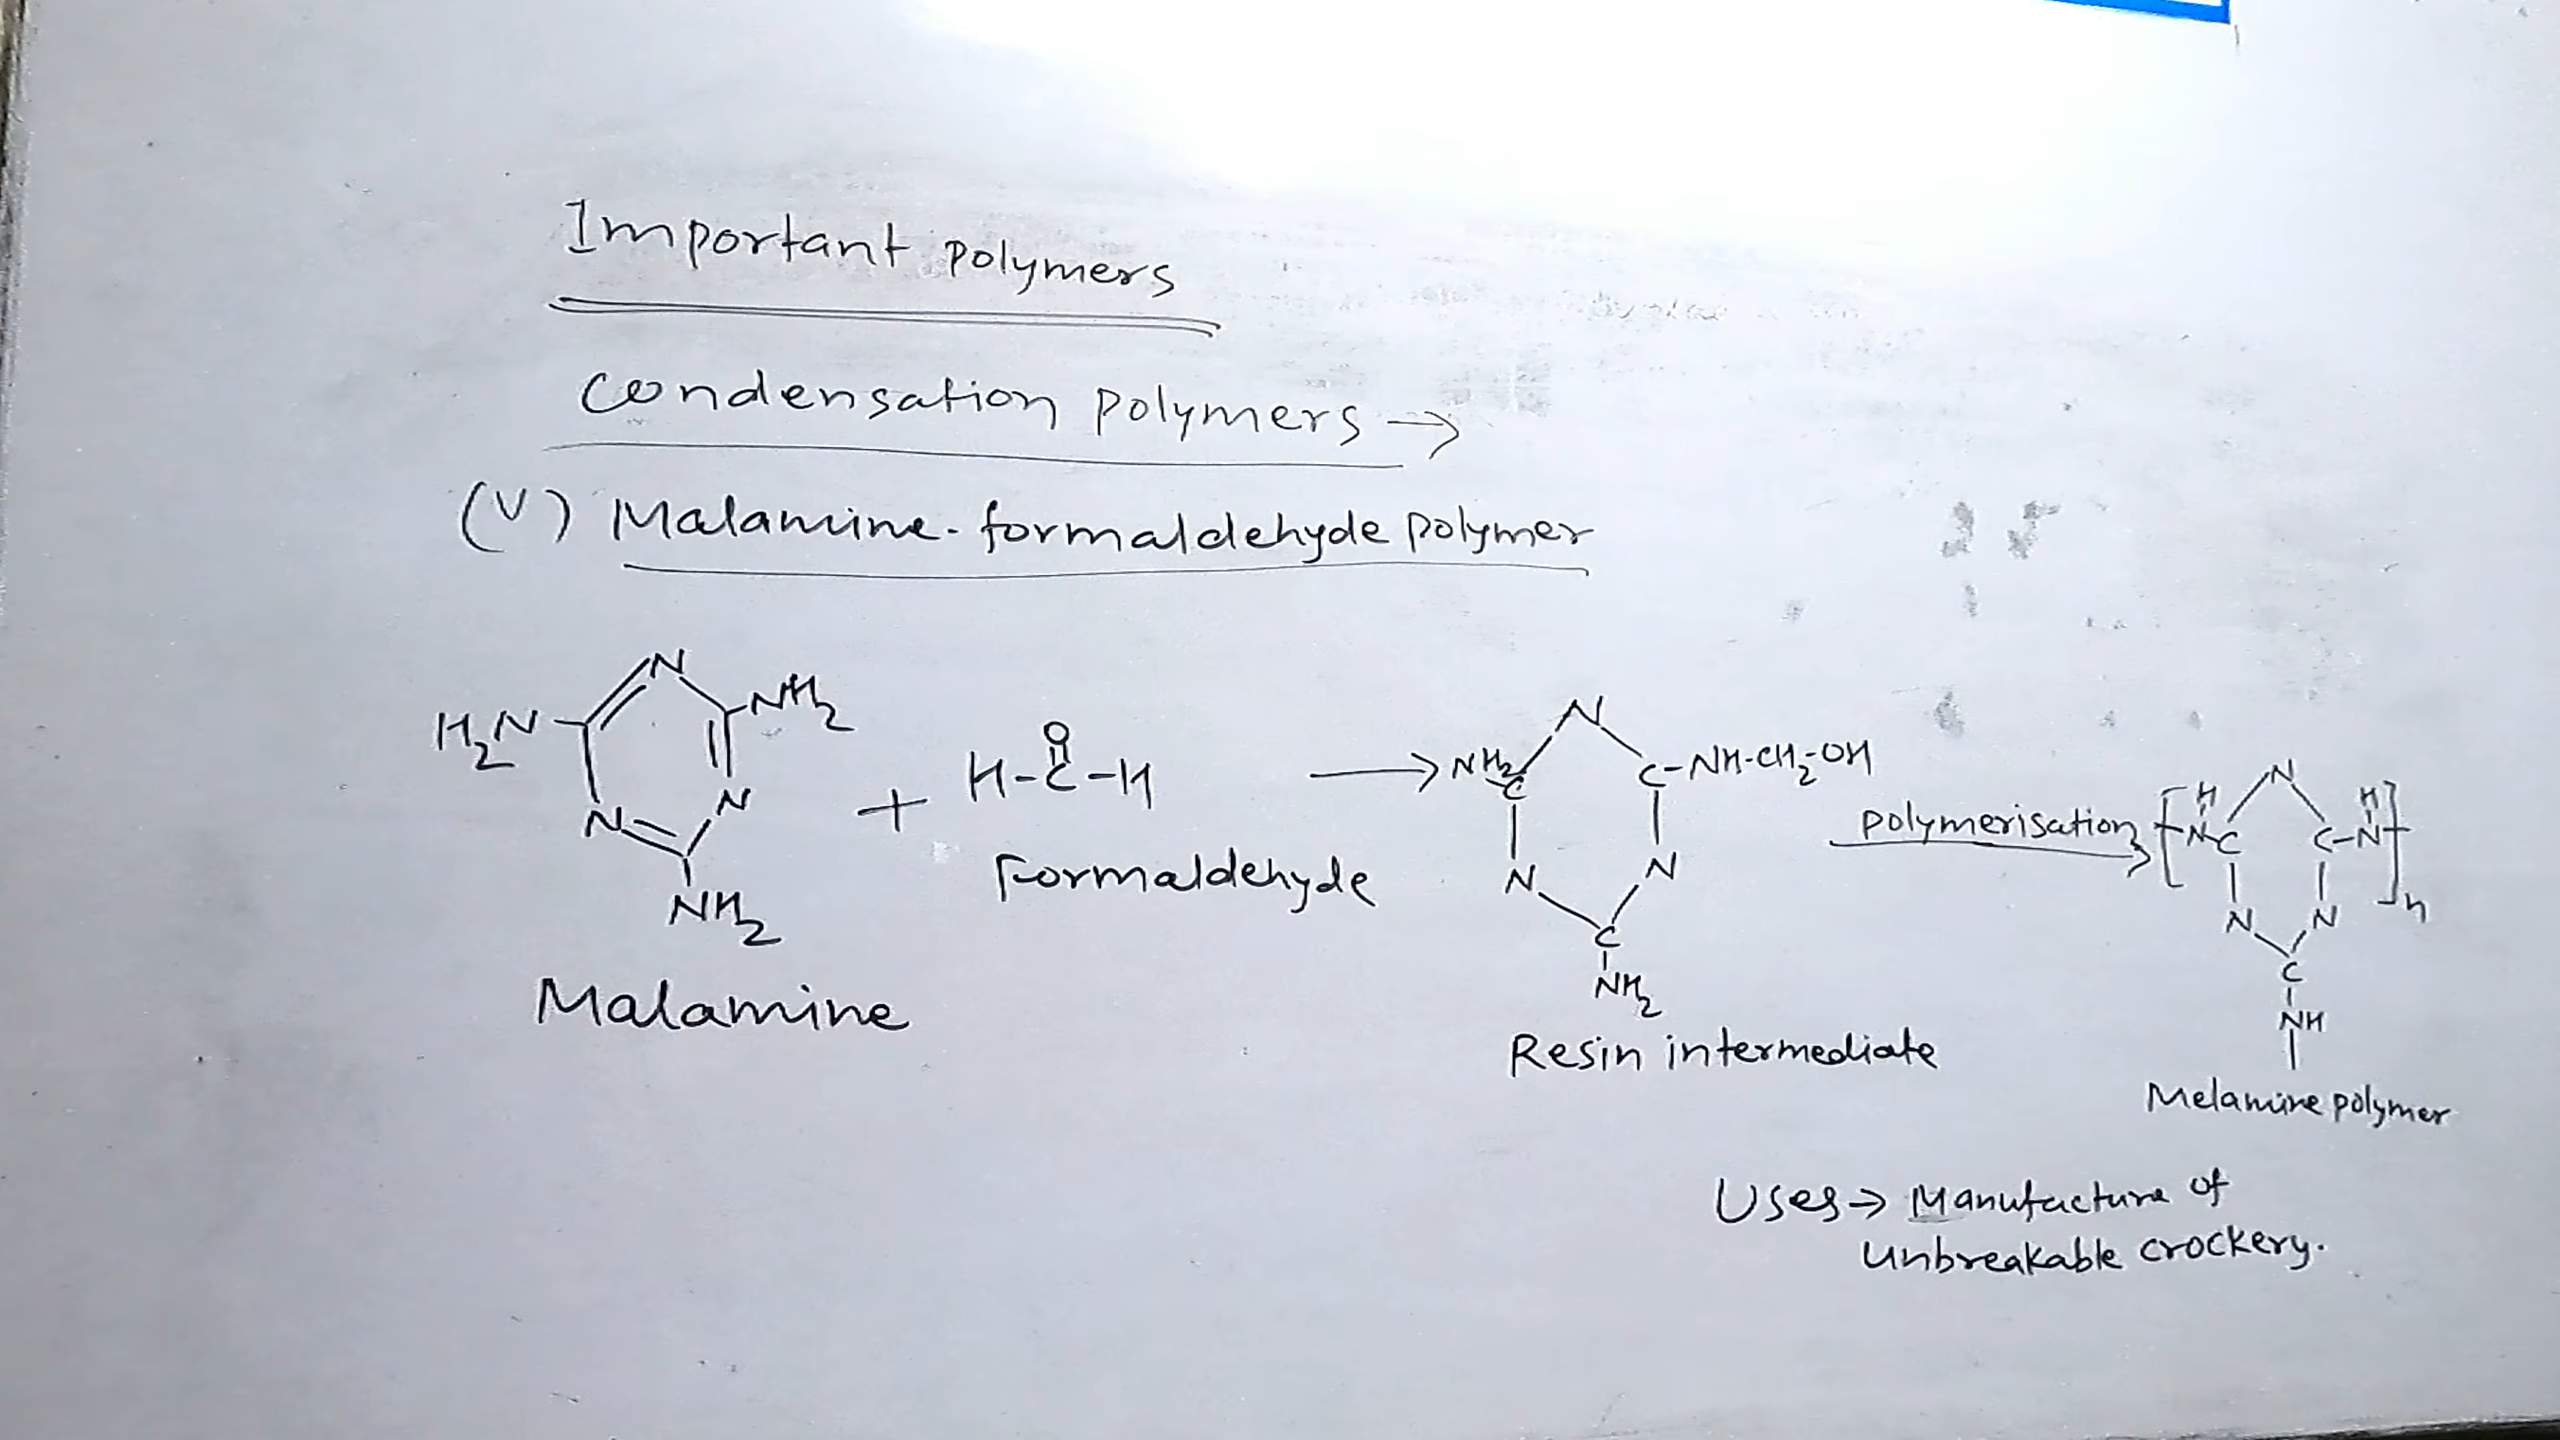 Important polymers
Condensation polymers →
(V) Malamine-formaldehyde polymer
H2N N NH2
N N
NH2
Malamine
+
H-C-H
O
Formaldehyde
→
N
NH2 C C-NH-CH2-OH
N N
C
NH2
Resin intermediate
polymerisation
N
H H
N-C C-N
n
N N
C
NH
Melamine polymer
Uses → Manufacture of
Unbreakable crockery.